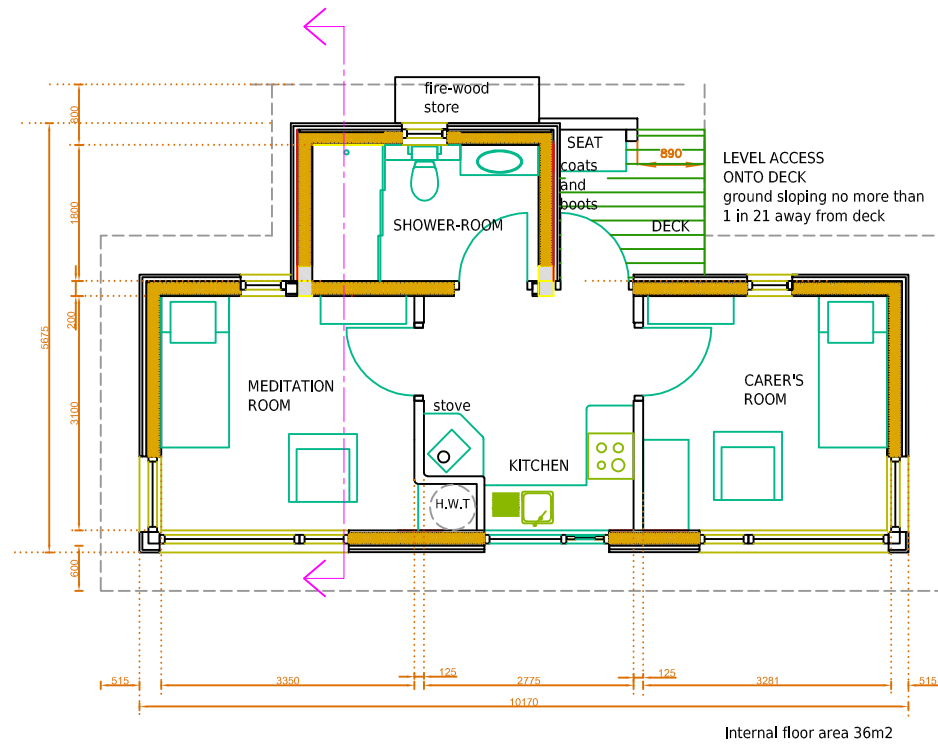 fire-wood
store
800
SEAT
890
coats
and
boots
LEVEL ACCESS
ONTO DECK
ground sloping no more than
1 in 21 away from deck
1800
SHOWER-ROOM
DECK
200
5675
MEDITATION
ROOM
CARER'S
ROOM
3100
stove
KITCHEN
H.W.T
600
125
125
515
3350
2775
3281
515
10170
Internal floor area 36m2